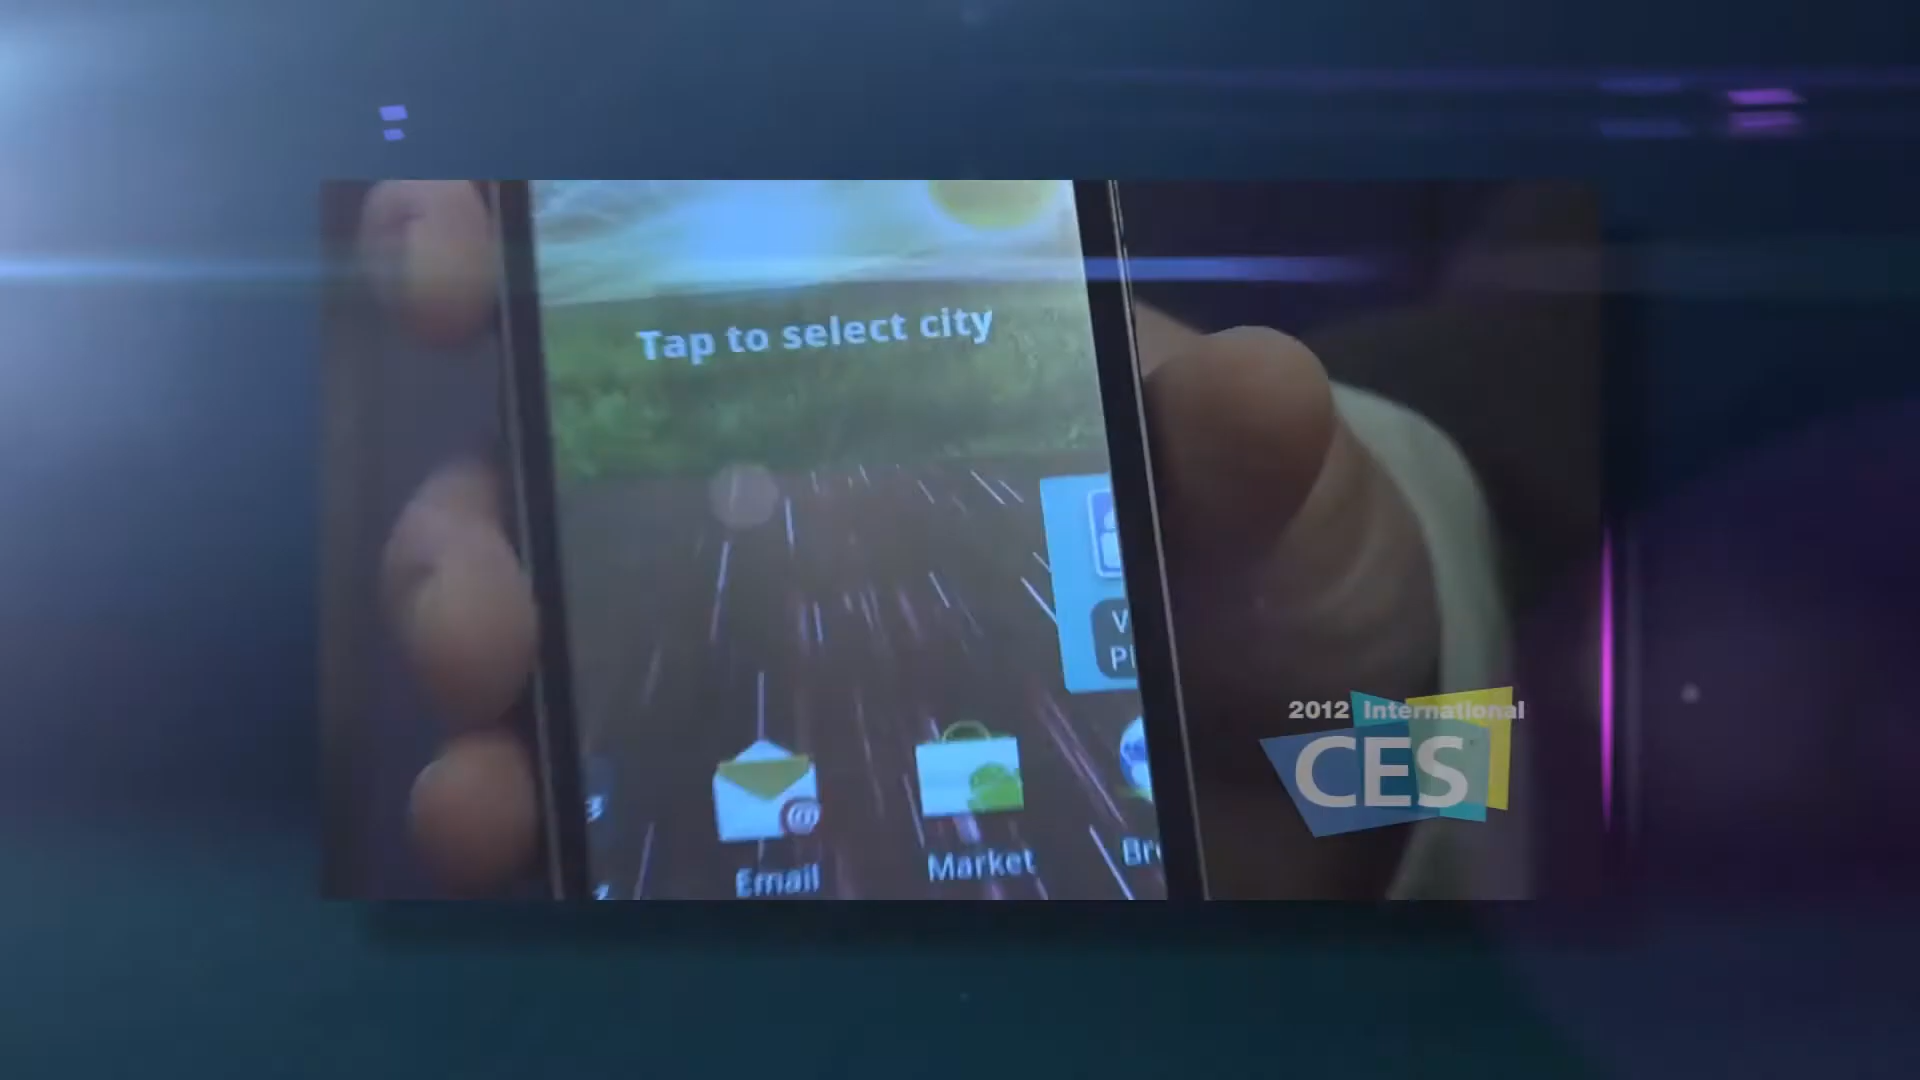 Tap to select city
2012 International
CES
Email
Market